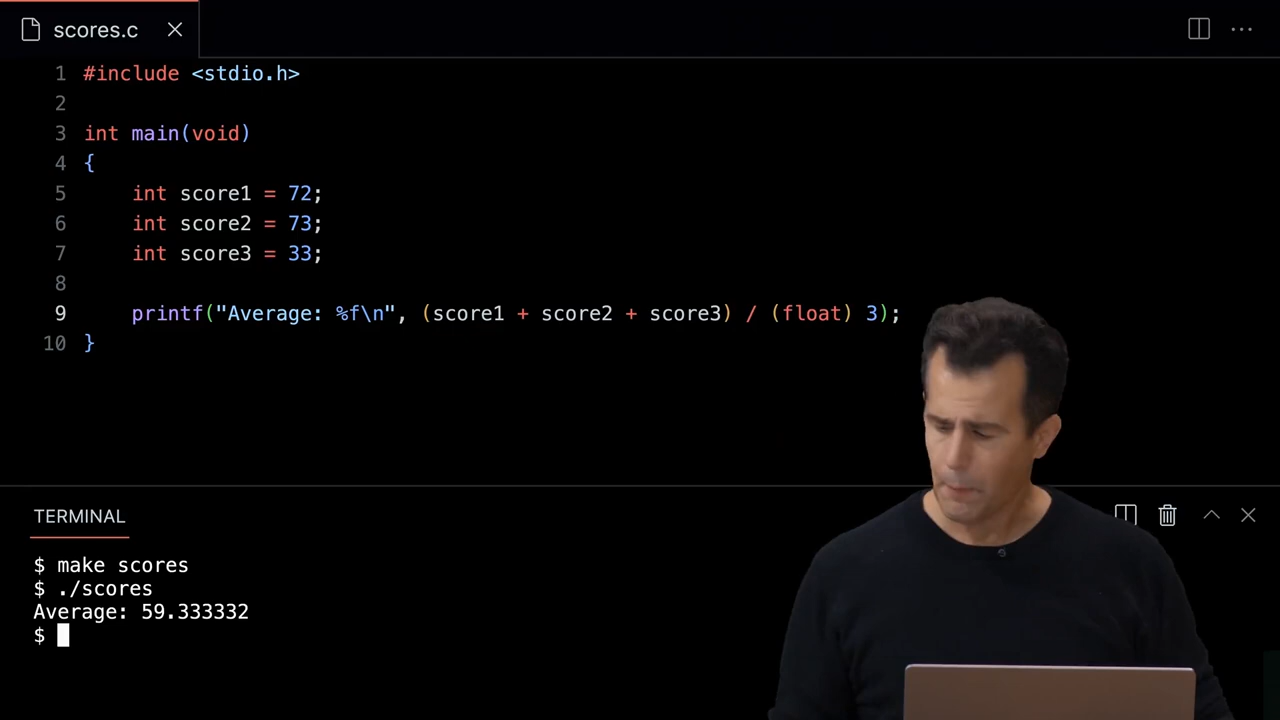 scores.c
1 #include <stdio.h>
2
3 int main(void)
4 {
5     int score1 = 72;
6     int score2 = 73;
7     int score3 = 33;
8
9     printf("Average: %f\n", (score1 + score2 + score3) / (float) 3);
10 }
TERMINAL
$ make scores
$ ./scores
Average: 59.333332
$